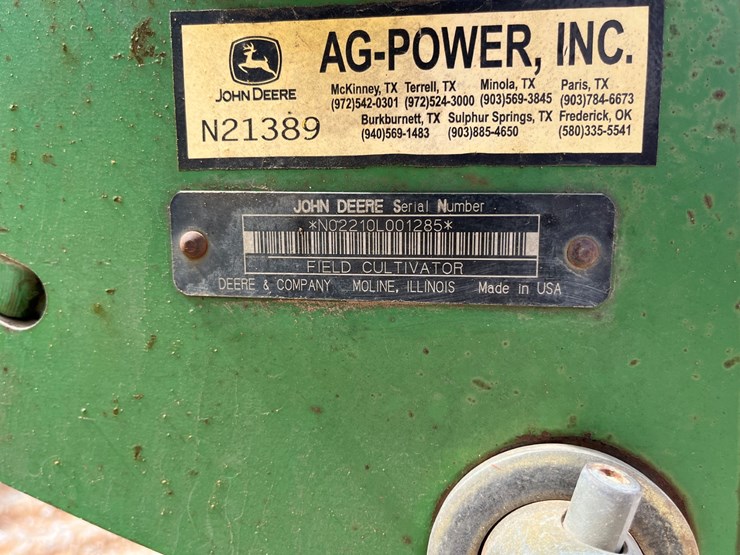 AG-POWER, INC.
JOHN DEERE
N21389
McKinney, TX Terrell, TX Minola, TX Paris, TX
(972)542-0301 (972)524-3000 (903)569-3845 (903)784-6673
Burkburnett, TX Sulphur Springs, TX Frederick, OK
(940)569-1483 (903)885-4650 (580)335-5541
JOHN DEERE Serial Number
*N02210L001285*
FIELD CULTIVATOR
DEERE & COMPANY MOLINE, ILLINOIS Made in USA